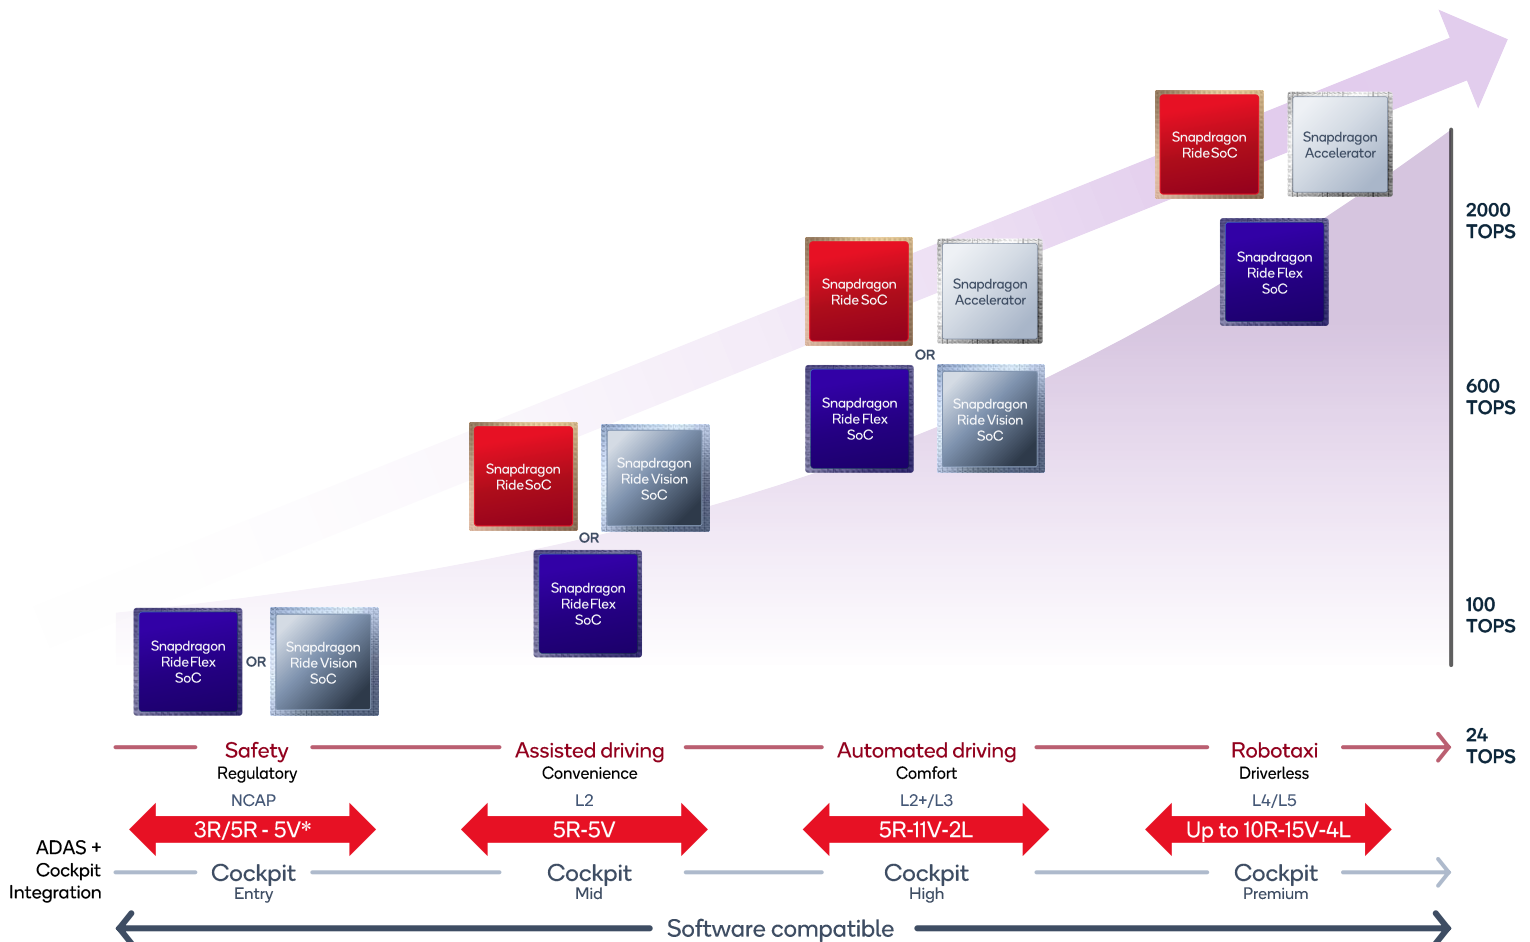 Snapdragon
Ride SoC
Snapdragon
Accelerator
2000
TOPS
Snapdragon
Ride Flex
SoC
Snapdragon
Ride SoC
Snapdragon
Accelerator
OR
Snapdragon
Ride Flex
SoC
Snapdragon
Ride Vision
SoC
600
TOPS
Snapdragon
Ride SoC
Snapdragon
Ride Vision
SoC
OR
Snapdragon
Ride Flex
SoC
100
TOPS
Snapdragon
Ride Flex
SoC
OR
Snapdragon
Ride Vision
SoC
24
TOPS
Safety
Regulatory
NCAP
3R/5R - 5V*
Assisted driving
Convenience
L2
5R-5V
Automated driving
Comfort
L2+/L3
5R-11V-2L
Robotaxi
Driverless
L4/L5
Up to 10R-15V-4L
ADAS +
Cockpit
Integration
Cockpit
Entry
Cockpit
Mid
Cockpit
High
Cockpit
Premium
Software compatible